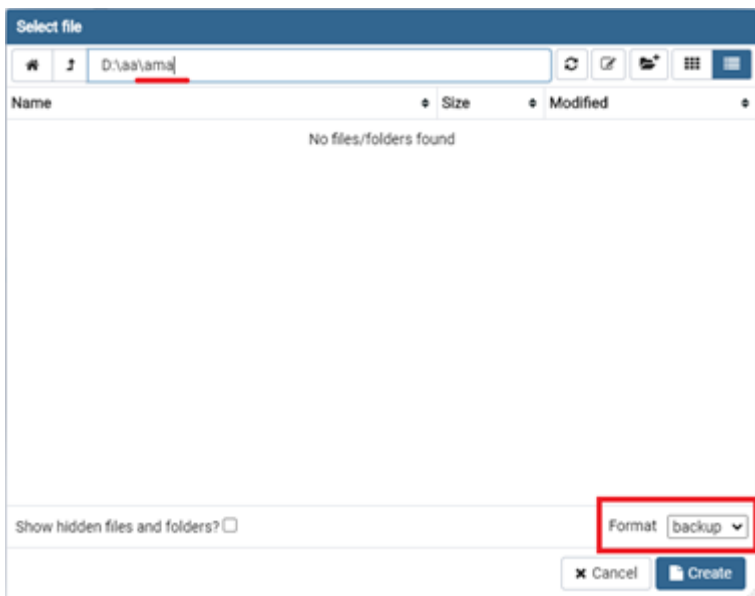 Select file
D:\aa\ama
Name Size Modified
No files/folders found
Show hidden files and folders?
Format backup
Cancel Create